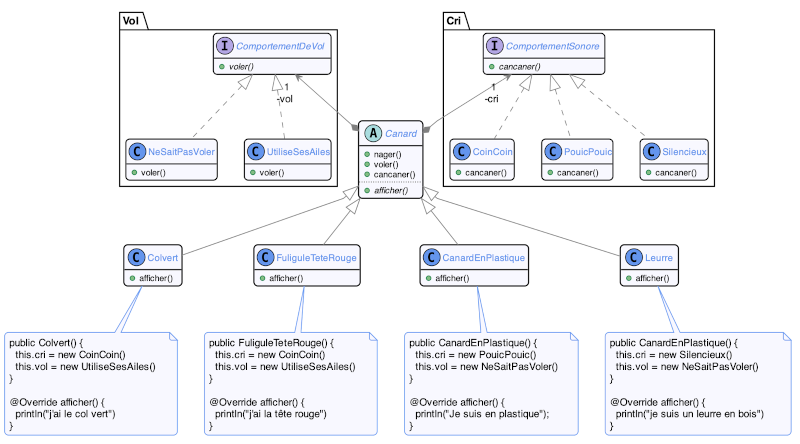 Vol
I ComportementDeVol
voler()
C NeSaitPasVoler
voler()
C UtiliseSesAiles
voler()
1
-vol
Cri
I ComportementSonore
cancaner()
1
-cri
C CoinCoin
cancaner()
C PouicPouic
cancaner()
C Silencieux
cancaner()
A Canard
nager()
voler()
cancaner()
afficher()
C Colvert
afficher()
C FuliguleTeteRouge
afficher()
C CanardEnPlastique
afficher()
C Leurre
afficher()
public Colvert() {
this.cri = new CoinCoin()
this.vol = new UtiliseSesAiles()
}
@Override afficher() {
println("j'ai le col vert")
}
public FuliguleTeteRouge() {
this.cri = new CoinCoin()
this.vol = new UtiliseSesAiles()
}
@Override afficher() {
println("j'ai la tête rouge")
}
public CanardEnPlastique() {
this.cri = new PouicPouic()
this.vol = new NeSaitPasVoler()
}
@Override afficher() {
println("Je suis en plastique");
}
public CanardEnPlastique() {
this.cri = new Silencieux()
this.vol = new NeSaitPasVoler()
}
@Override afficher() {
println("je suis un leurre en bois")
}